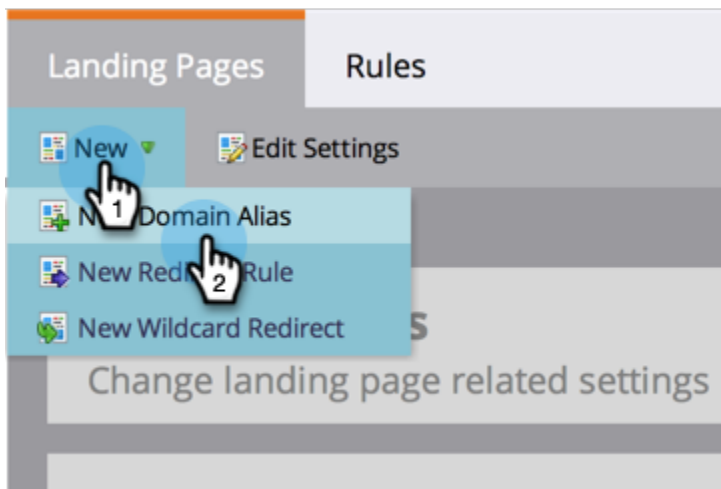 Landing Pages Rules
New Edit Settings
1
Domain Alias
New Rule
2
New Wildcard Redirect
s
Change landing page related settings